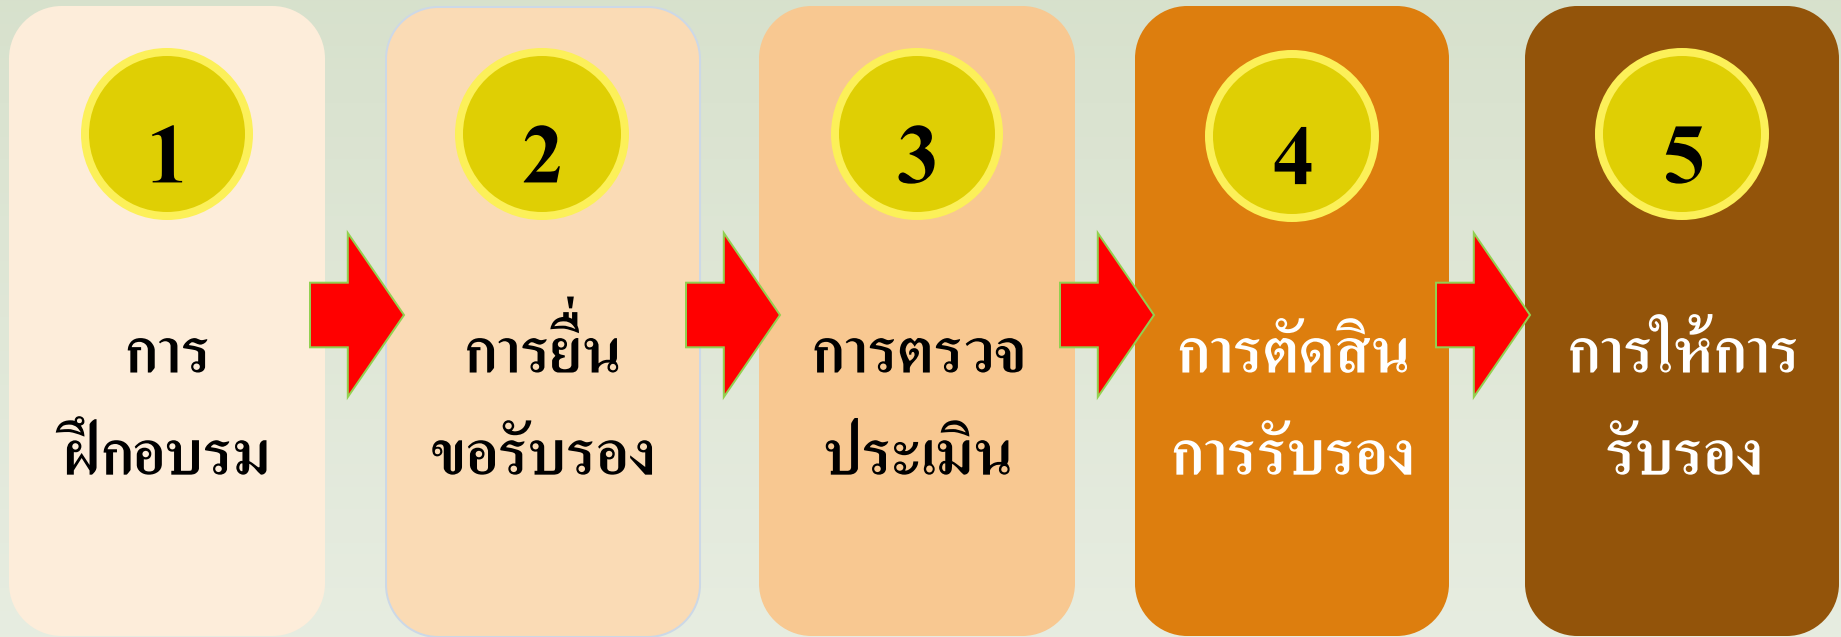 1
การ
ฝึกอบรม
2
การยื่น
ขอรับรอง
3
การตรวจ
ประเมิน
4
การตัดสิน
การรับรอง
5
การให้การ
รับรอง